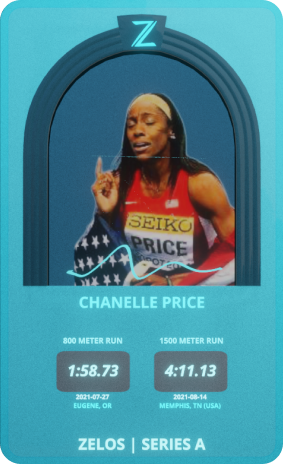 Z
SEIKO
PRICE
CHANELLE PRICE
800 METER RUN 1500 METER RUN
1:58.73 4:11.13
2021-07-27 2021-08-14
EUGENE, OR MEMPHIS, TN (USA)
ZELOS | SERIES A